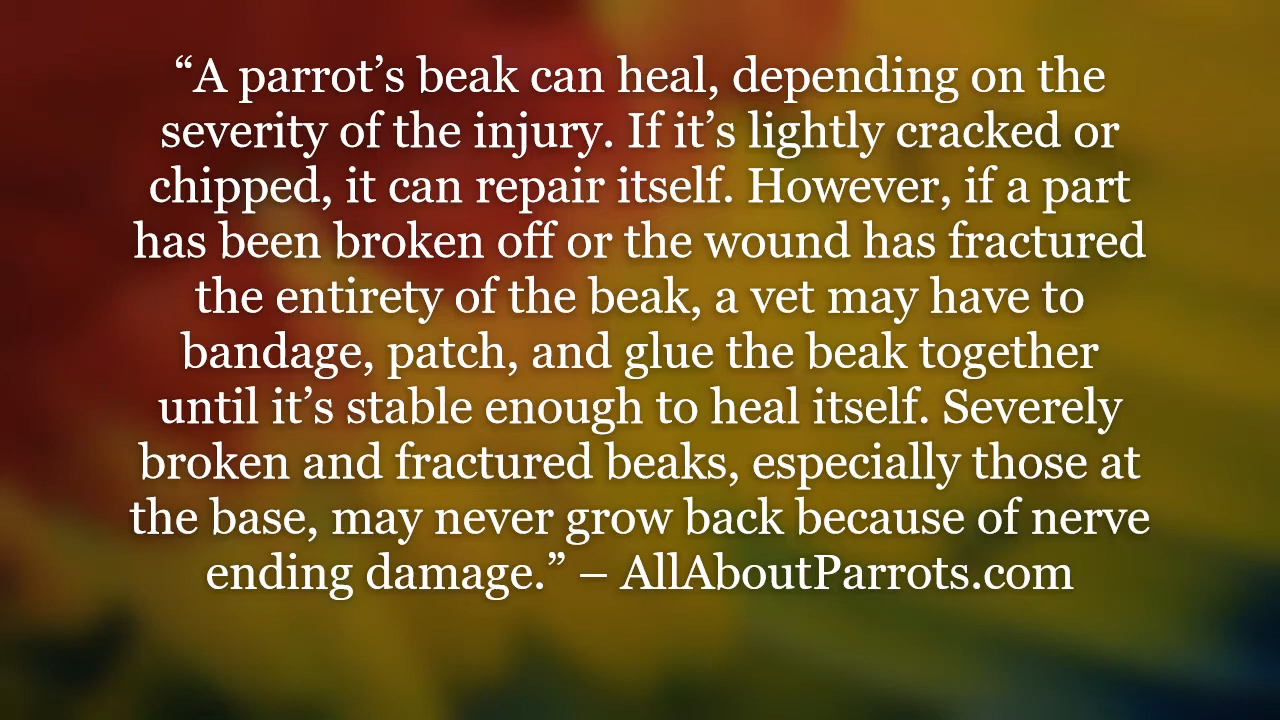 “A parrot’s beak can heal, depending on the
severity of the injury. If it’s lightly cracked or
chipped, it can repair itself. However, if a part
has been broken off or the wound has fractured
the entirety of the beak, a vet may have to
bandage, patch, and glue the beak together
until it’s stable enough to heal itself. Severely
broken and fractured beaks, especially those at
the base, may never grow back because of nerve
ending damage.” – AllAboutParrots.com